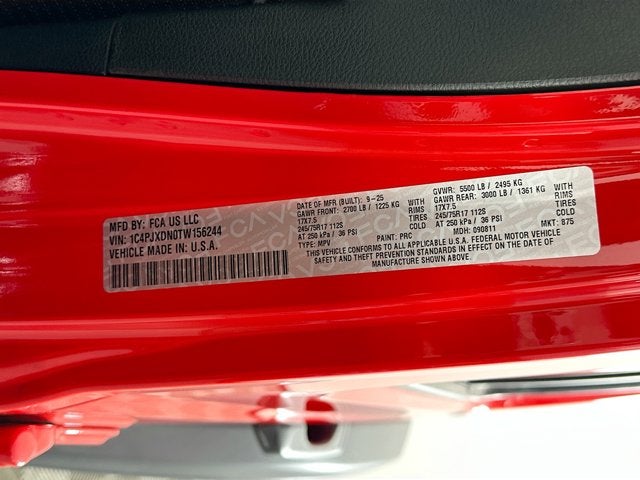 MFD BY: FCA US LLC
VIN: 1C4PJXDN0TW156244
VEHICLE MADE IN: U.S.A.
DATE OF MFR (BUILT): 9-25
GAWR FRONT: 2700 LB / 1225 KG WITH
17X7.5 RIMS
245/75R17 112S TIRES
AT 250 kPa / 36 PSI COLD
TYPE: MPV PAINT: PRC
GVWR: 5500 LB / 2495 KG
GAWR REAR: 3000 LB / 1361 KG WITH
17X7.5 RIMS
245/75R17 112S TIRES
AT 250 kPa / 36 PSI COLD
MDH: 090811 MKT: 875
THIS VEHICLE CONFORMS TO ALL APPLICABLE U.S.A. FEDERAL MOTOR VEHICLE
SAFETY AND THEFT PREVENTION STANDARDS IN EFFECT ON THE DATE OF
MANUFACTURE SHOWN ABOVE.